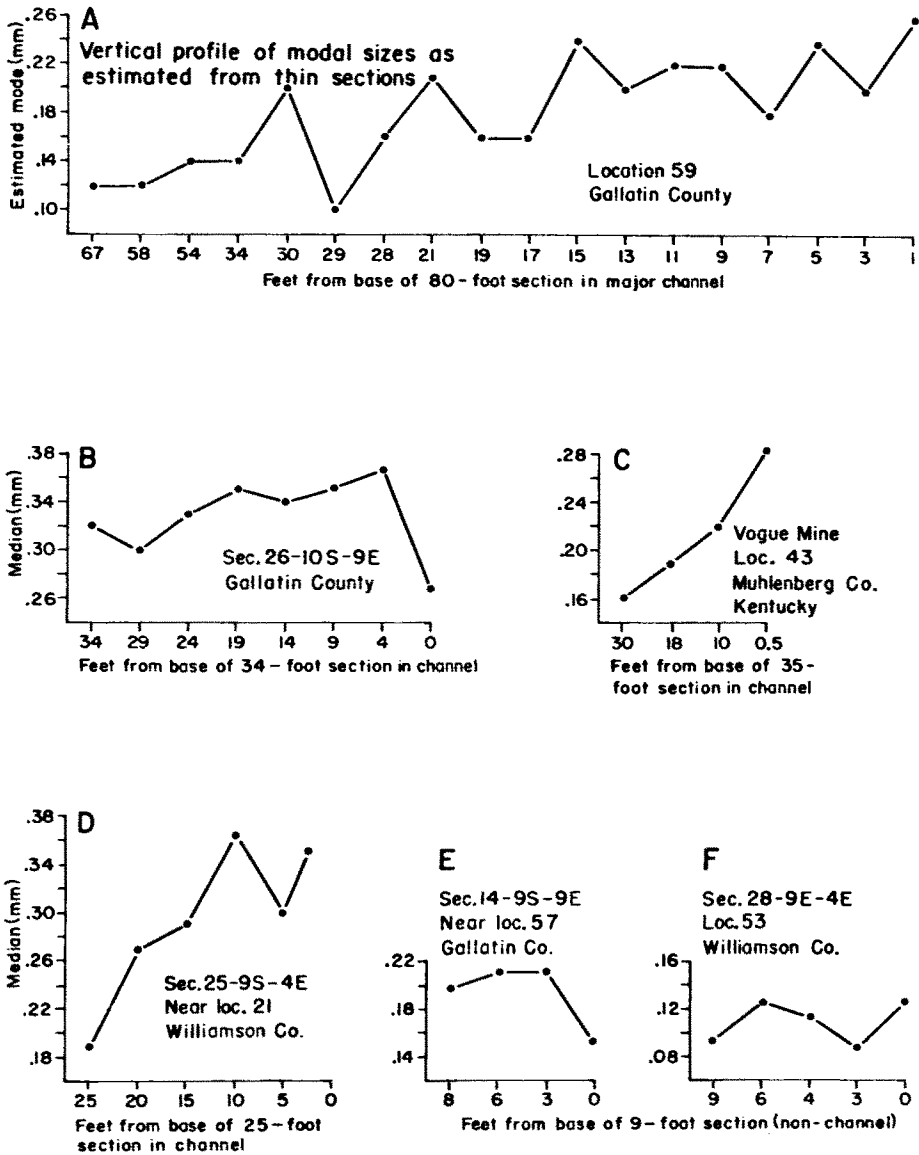 A
Vertical profile of modal sizes as
estimated from thin sections
Estimated mode (mm)
.26
.22
.18
.14
.10
Location 59
Gallatin County
67 58 54 34 30 29 28 21 19 17 15 13 11 9 7 5 3 1
Feet from base of 80-foot section in major channel
B
Median (mm)
.38
.34
.30
.26
Sec. 26-10S-9E
Gallatin County
34 29 24 19 14 9 4 0
Feet from base of 34-foot section in channel
C
.28
.24
.20
.16
Vogue Mine
Loc. 43
Muhlenberg Co.
Kentucky
30 18 10 0.5
Feet from base of 35-
foot section in channel
D
Median (mm)
.38
.34
.30
.26
.22
.18
Sec. 25-9S-4E
Near loc. 21
Williamson Co.
25 20 15 10 5 0
Feet from base of 25-foot
section in channel
E
Sec. 14-9S-9E
Near loc. 57
Gallatin Co.
.22
.18
.14
8 6 3 0
F
Sec. 28-9E-4E
Loc. 53
Williamson Co.
.16
.12
.08
9 6 4 3 0
Feet from base of 9-foot section (non-channel)